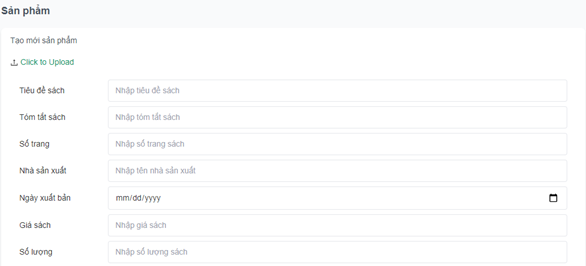 Sản phẩm
Tạo mới sản phẩm
Click to Upload
Tiêu đề sách
Nhập tiêu đề sách
Tóm tắt sách
Nhập tóm tắt sách
Số trang
Nhập số trang sách
Nhà sản xuất
Nhập tên nhà sản xuất
Ngày xuất bản
mm/dd/yyyy
Giá sách
Nhập giá sách
Số lượng
Nhập số lượng sách